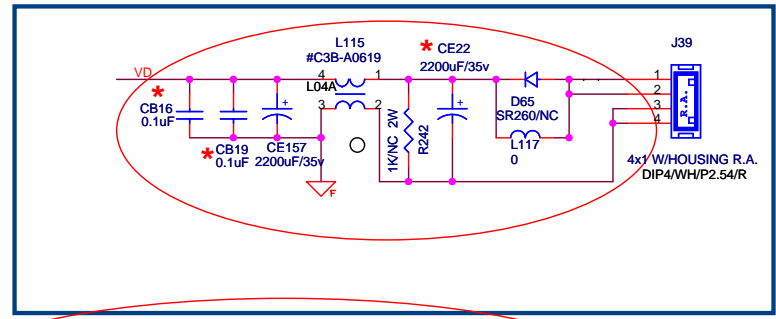 J39
L115
#C3B-A0619
* CE22
2200uF/35v
VD
4
1
L04A
3
2
*
CB16
0.1uF
* CB19
0.1uF
CE157
2200uF/35v
1K/NC 2W
R242
D65
SR260/NC
L117
0
1
2
3
4
R.A.
F
4x1 W/HOUSING R.A.
DIP4/WH/P2.54/R